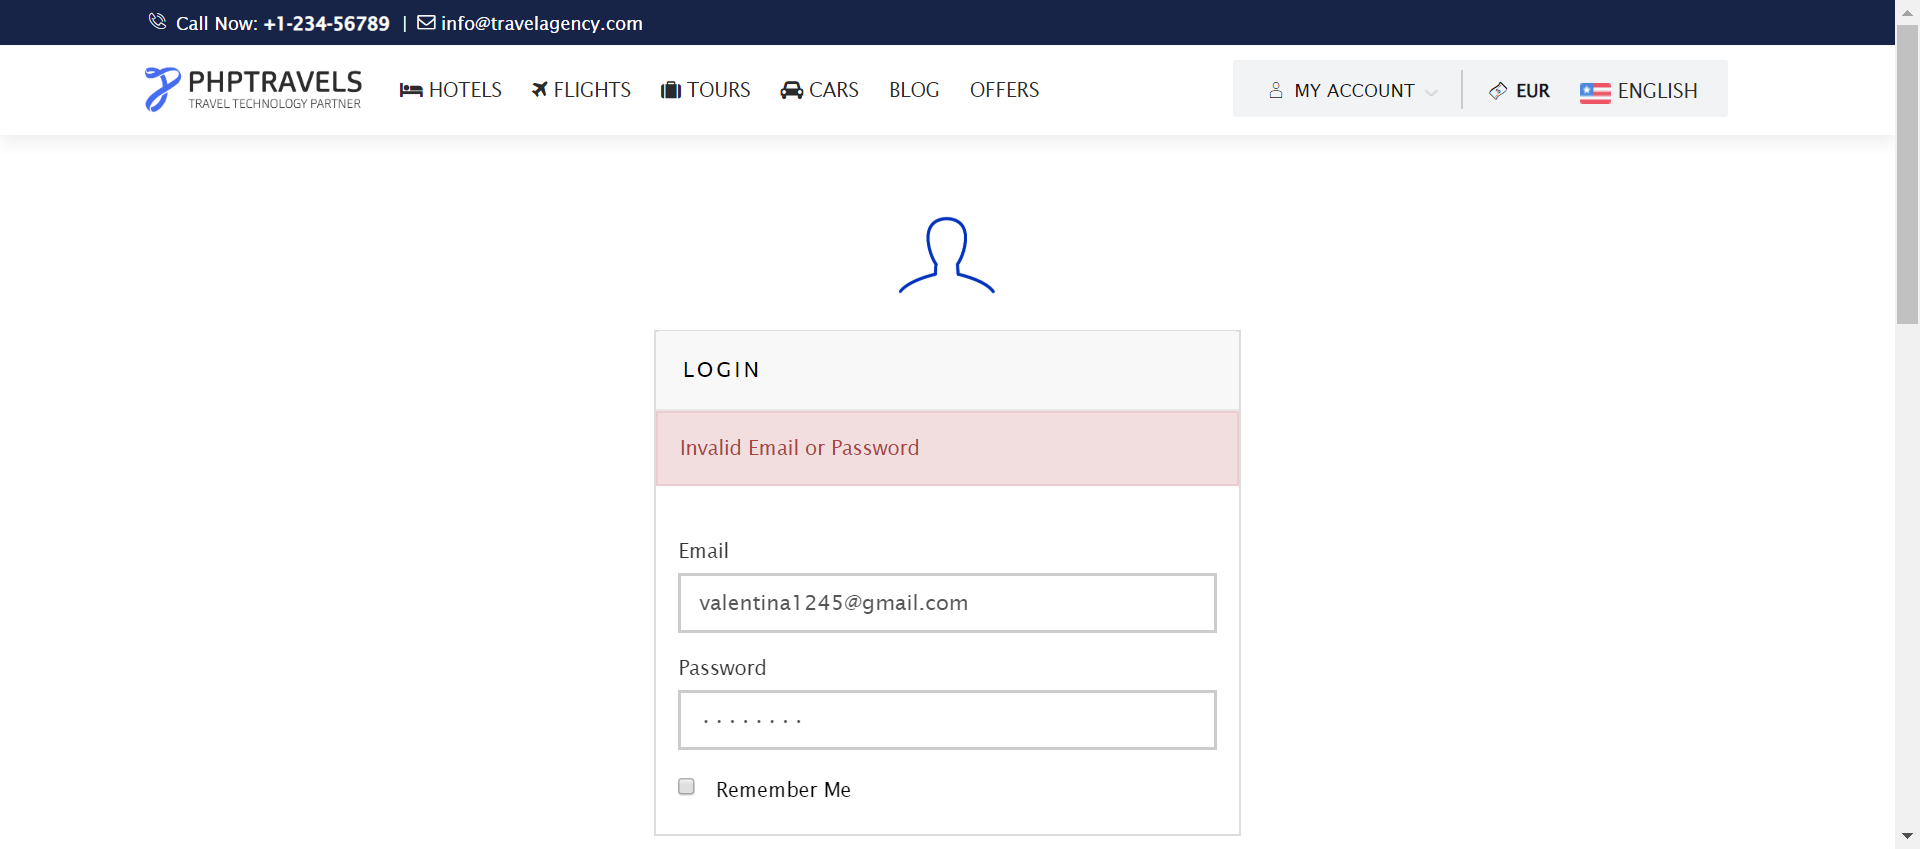 Call Now: +1-234-56789 | info@travelagency.com
PHPTRAVELS
TRAVEL TECHNOLOGY PARTNER
HOTELS FLIGHTS TOURS CARS BLOG OFFERS
MY ACCOUNT EUR ENGLISH
LOGIN
Invalid Email or Password
Email
valentina1245@gmail.com
Password
Remember Me